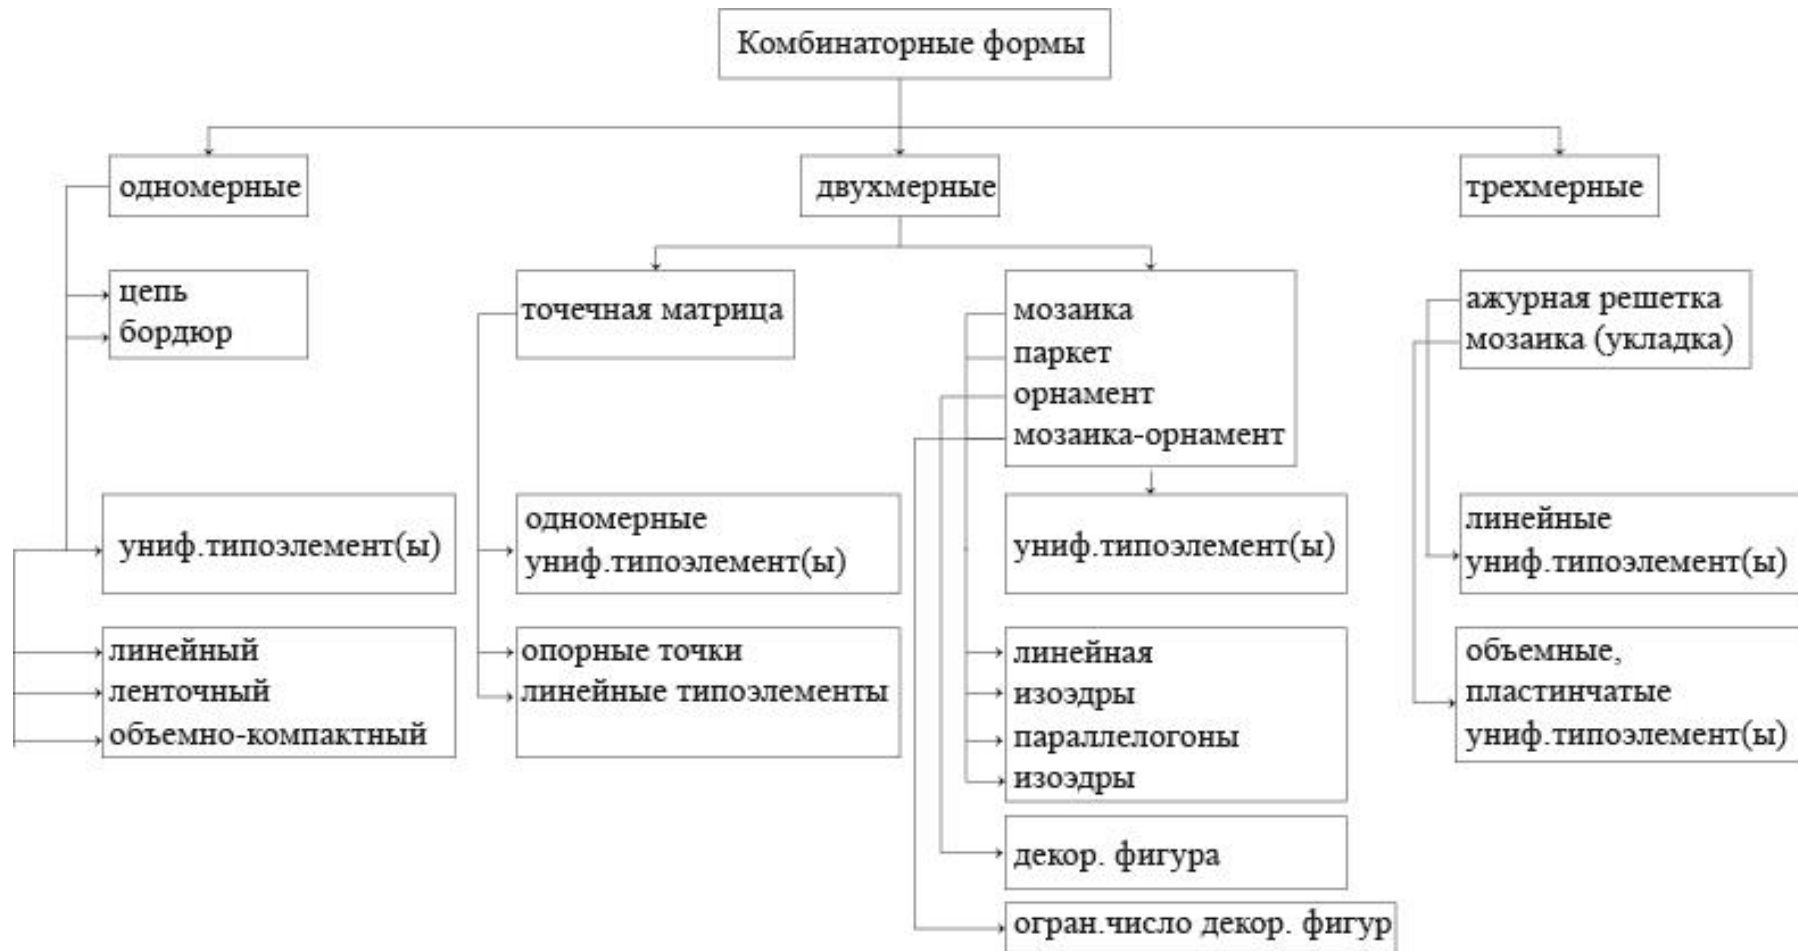 Комбинаторные формы
одномерные
двухмерные
трехмерные
цепь
бордюр
точечная матрица
мозаика
паркет
орнамент
мозаика-орнамент
ажурная решетка
мозаика (укладка)
униф.типоэлемент(ы)
одномерные
униф.типоэлемент(ы)
униф.типоэлемент(ы)
линейные
униф.типоэлемент(ы)
линейный
ленточный
объемно-компактный
опорные точки
линейные типоэлементы
линейная
изоэдры
параллелогоны
изоэдры
объемные,
пластинчатые
униф.типоэлемент(ы)
декор. фигура
огран.число декор. фигур